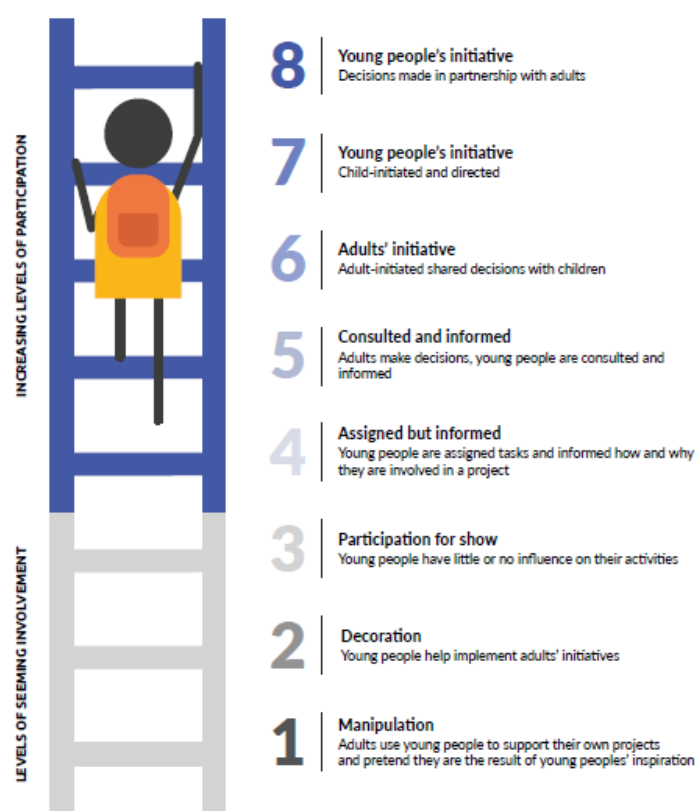 INCREASING LEVELS OF PARTICIPATION
LEVELS OF SEEMING INVOLVEMENT
8
Young people's initiative
Decisions made in partnership with adults
7
Young people's initiative
Child-initiated and directed
6
Adults' initiative
Adult-initiated shared decisions with children
5
Consulted and informed
Adults make decisions, young people are consulted and
informed
4
Assigned but informed
Young people are assigned tasks and informed how and why
they are involved in a project
3
Participation for show
Young people have little or no influence on their activities
2
Decoration
Young people help implement adults' initiatives
1
Manipulation
Adults use young people to support their own projects
and pretend they are the result of young peoples' inspiration